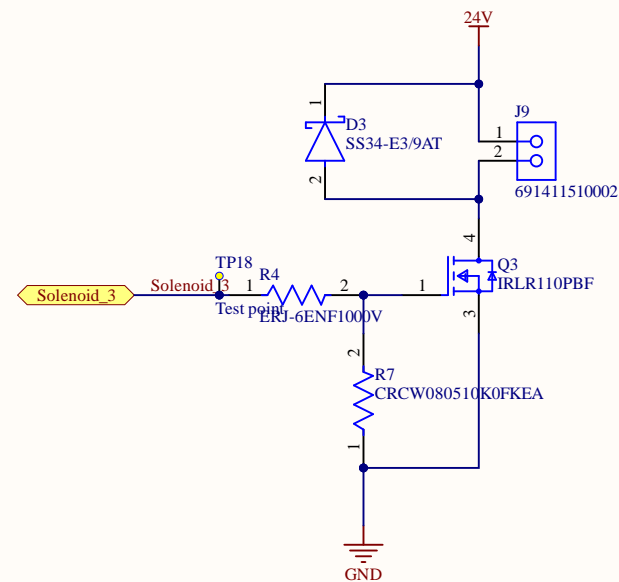 24V
1
D3
SS34-E3/9AT
2
J9
1
2
691411510002
4
TP18
Solenoid_3
Solenoid_3
Test point
R4
1
2
ERJ-6ENF1000V
1
Q3
IRLR110PBF
3
2
R7
CRCW080510K0FKEA
1
GND